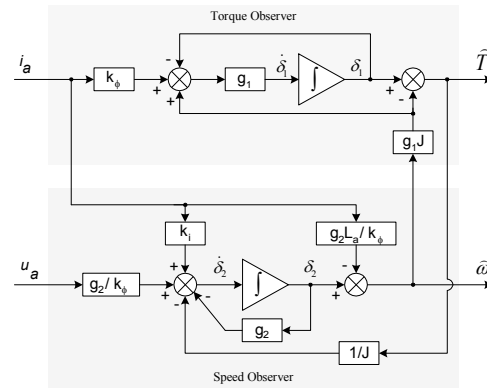 Torque Observer
i_a
k_ϕ
-
+
+
g_1
δ̇_1
∫
δ_1
+
-
T̂
g_1J
k_i
g_2L_a/k_ϕ
u_a
g_2/k_ϕ
+
+
-
-
δ̇_2
∫
δ_2
-
+
ω̂
g_2
1/J
Speed Observer